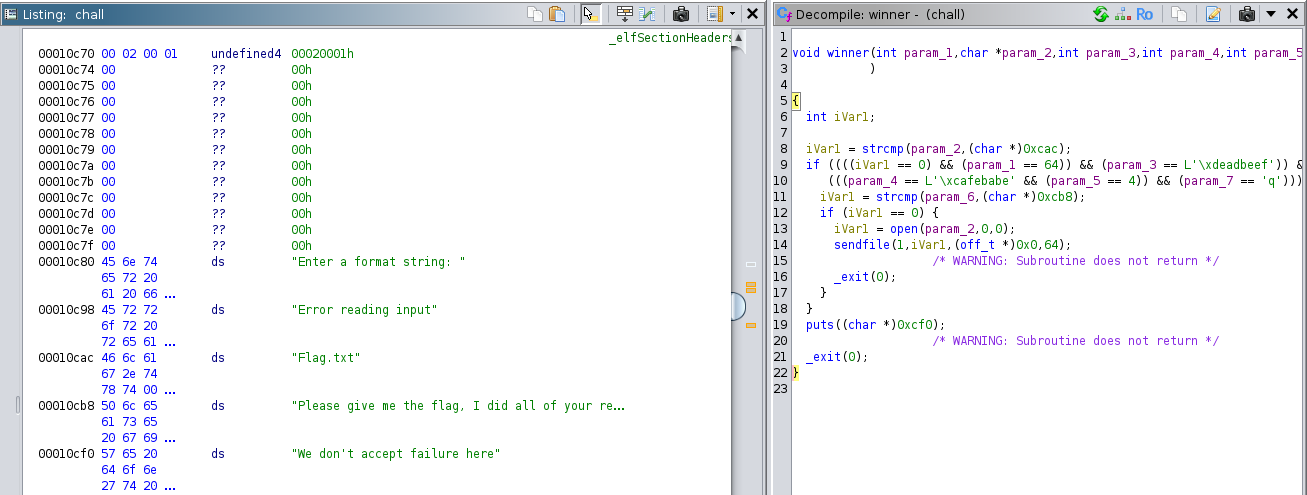 Listing: chall
_elfSectionHeaders
00010c70 00 02 00 01 undefined4 00020001h
00010c74 00 ?? 00h
00010c75 00 ?? 00h
00010c76 00 ?? 00h
00010c77 00 ?? 00h
00010c78 00 ?? 00h
00010c79 00 ?? 00h
00010c7a 00 ?? 00h
00010c7b 00 ?? 00h
00010c7c 00 ?? 00h
00010c7d 00 ?? 00h
00010c7e 00 ?? 00h
00010c7f 00 ?? 00h
00010c80 45 6e 74 ds "Enter a format string: "
65 72 20
61 20 66 ...
00010c98 45 72 72 ds "Error reading input"
6f 72 20
72 65 61 ...
00010cac 46 6c 61 ds "Flag.txt"
67 2e 74
78 74 00 ...
00010cb8 50 6c 65 ds "Please give me the flag, I did all of your re...
61 73 65
20 67 69 ...
00010cf0 57 65 20 ds "We don't accept failure here"
64 6f 6e
27 74 20 ...
Decompile: winner - (chall)
Ro
1
2 void winner(int param_1,char *param_2,int param_3,int param_4,int param_5
3 )
4
5 {
6 int iVar1;
7
8 iVar1 = strcmp(param_2,(char *)0xcac);
9 if ((((iVar1 == 0) && (param_1 == 64)) && (param_3 == L'\xdeadbeef')) &
10 (((param_4 == L'\xcafebabe' && (param_5 == 4)) && (param_7 == 'q')))
11 iVar1 = strcmp(param_6,(char *)0xcb8);
12 if (iVar1 == 0) {
13 iVar1 = open(param_2,0,0);
14 sendfile(1,iVar1,(off_t *)0x0,64);
15 /* WARNING: Subroutine does not return */
16 _exit(0);
17 }
18 }
19 puts((char *)0xcf0);
20 /* WARNING: Subroutine does not return */
21 _exit(0);
22 }
23